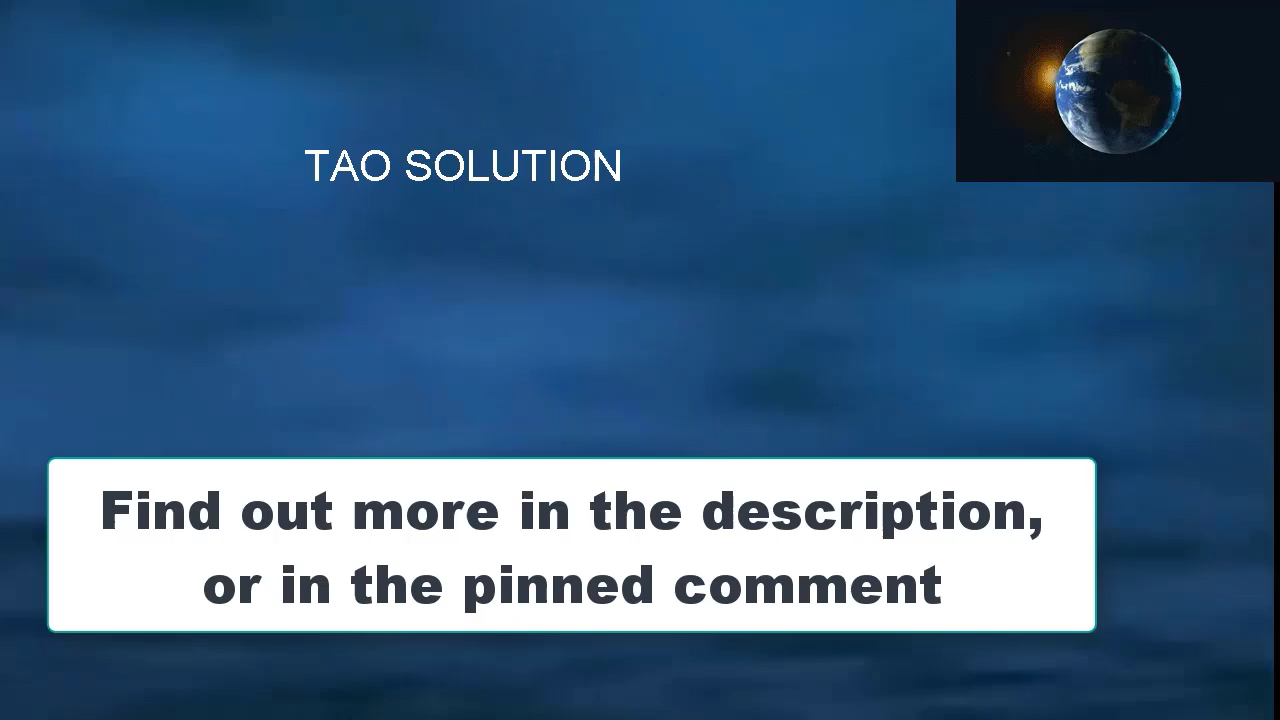 TAO SOLUTION
Find out more in the description,
or in the pinned comment